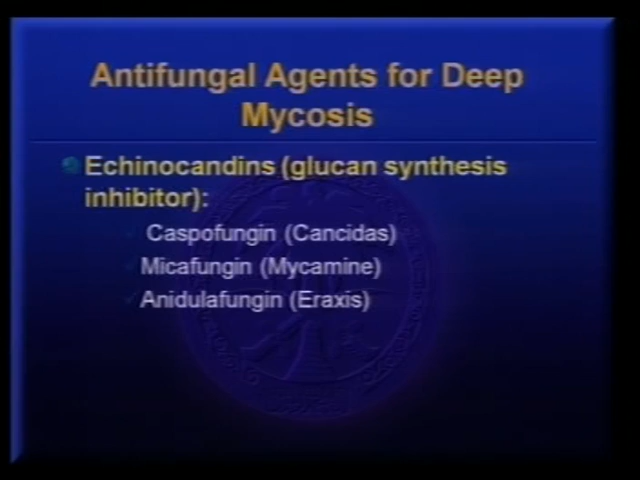 Antifungal Agents for Deep
Mycosis
Echinocandins (glucan synthesis
inhibitor):
Caspofungin (Cancidas)
Micafungin (Mycamine)
Anidulafungin (Eraxis)